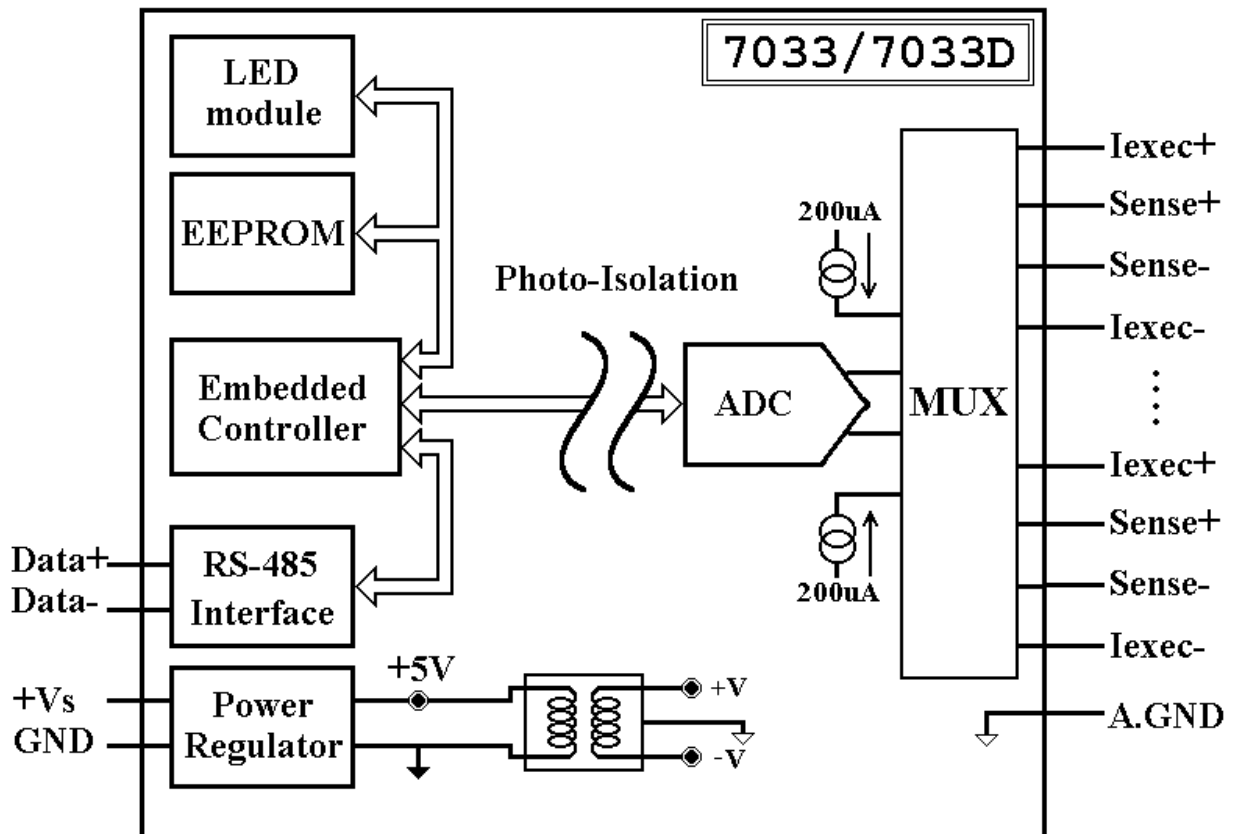 7033/7033D
LED
module
EEPROM
Embedded
Controller
RS-485
Interface
Power
Regulator
Data+
Data-
+Vs
GND
+5V
+V
-V
Photo-Isolation
ADC
200uA
200uA
MUX
Iexec+
Sense+
Sense-
Iexec-
Iexec+
Sense+
Sense-
Iexec-
A.GND